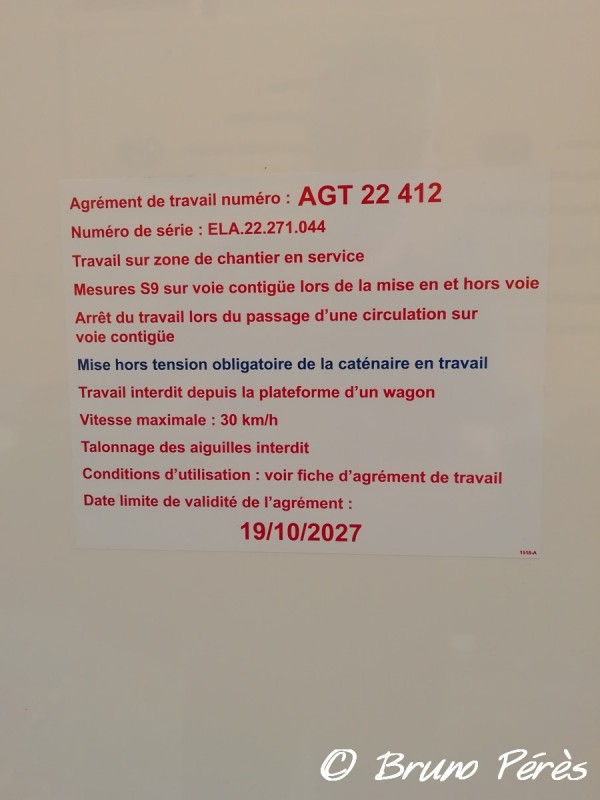 Agrément de travail numéro : AGT 22 412
Numéro de série : ELA.22.271.044
Travail sur zone de chantier en service
Mesures S9 sur voie contigüe lors de la mise en et hors voie
Arrêt du travail lors du passage d'une circulation sur
voie contigüe
Mise hors tension obligatoire de la caténaire en travail
Travail interdit depuis la plateforme d'un wagon
Vitesse maximale : 30 km/h
Talonnage des aiguilles interdit
Conditions d'utilisation : voir fiche d'agrément de travail
Date limite de validité de l'agrément :
19/10/2027
© Bruno Pérès